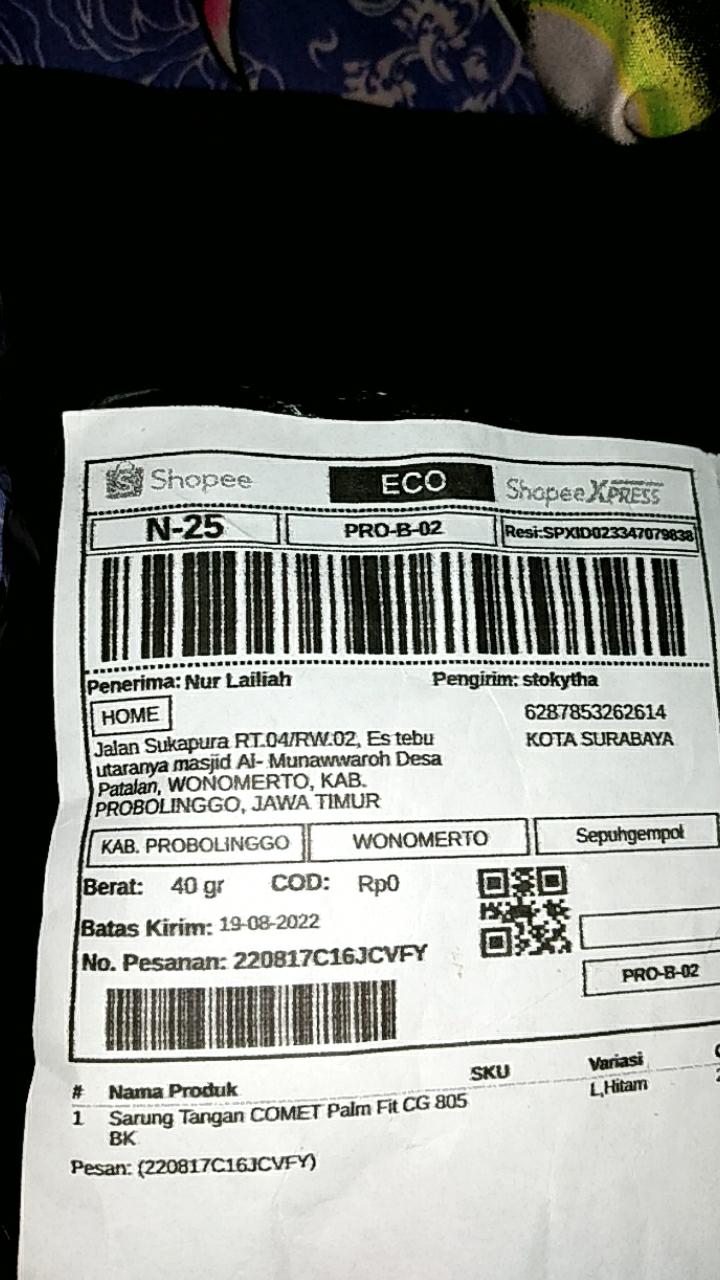 Shopee ECO Shopee XPRESS
N-25 PRO-B-02 Resi:SPXID023347079838
Penerima: Nur Lailiah Pengirim: stokytha
HOME 6287853262614
Jalan Sukapura RT.04/RW.02, Es tebu KOTA SURABAYA
utaranya masjid Al- Munawwaroh Desa
Patalan, WONOMERTO, KAB.
PROBOLINGGO, JAWA TIMUR
KAB. PROBOLINGGO WONOMERTO Sepuhgempol
Berat: 40 gr COD: Rp0
Batas Kirim: 19-08-2022
No. Pesanan: 220817C16JCVFY
PRO-B-02
# Nama Produk SKU Variasi
1 Sarung Tangan COMET Palm Fit CG 805 L,Hitam
BK
Pesan: (220817C16JCVFY)